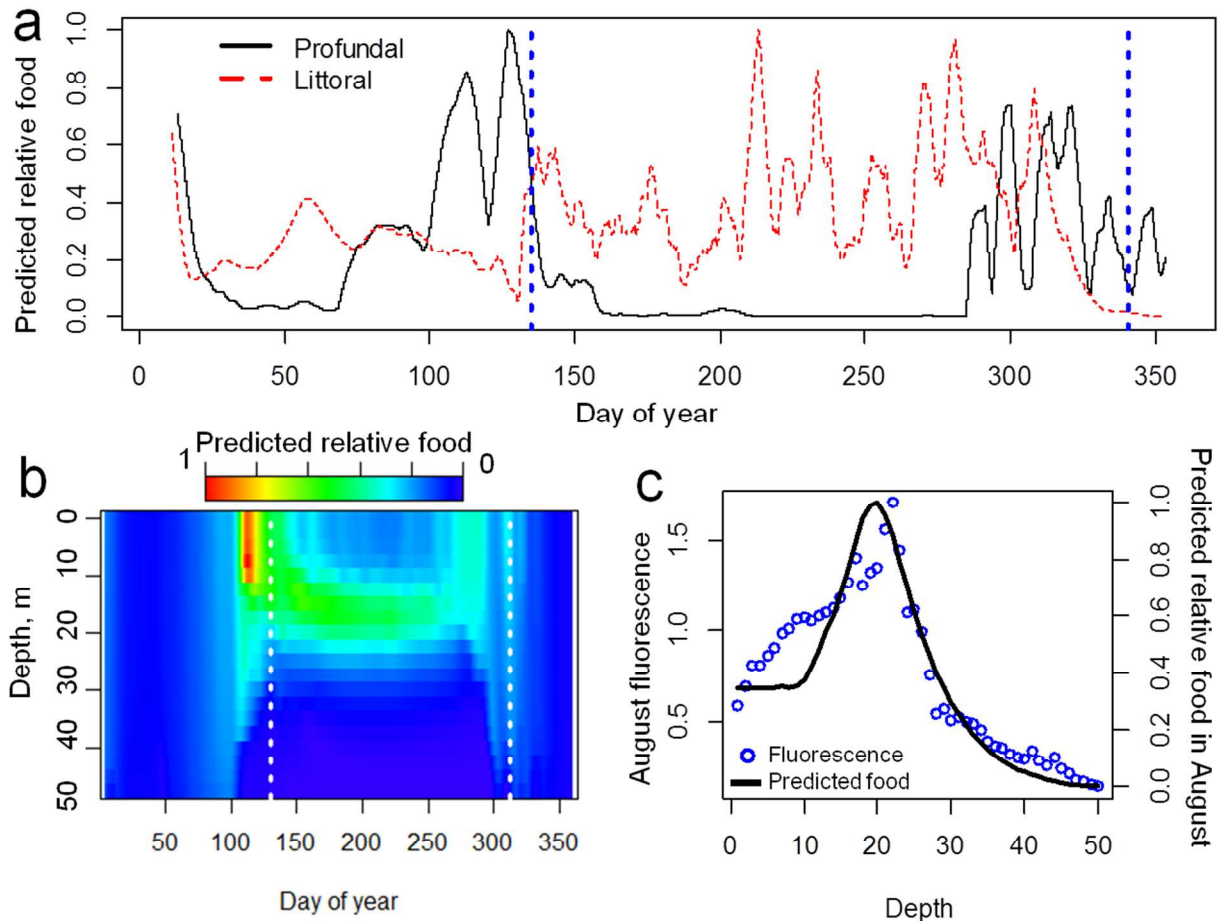 a
Profundal
Littoral
Predicted relative food
0.0 0.2 0.4 0.6 0.8 1.0
0 50 100 150 200 250 300 350
Day of year
b
Predicted relative food
1 0
Depth, m
0 10 20 30 40 50
50 100 150 200 250 300 350
Day of year
c
August fluorescence
0.5 1.0 1.5
Fluorescence
Predicted food
0.0 0.2 0.4 0.6 0.8 1.0
Predicted relative food in August
0 10 20 30 40 50
Depth